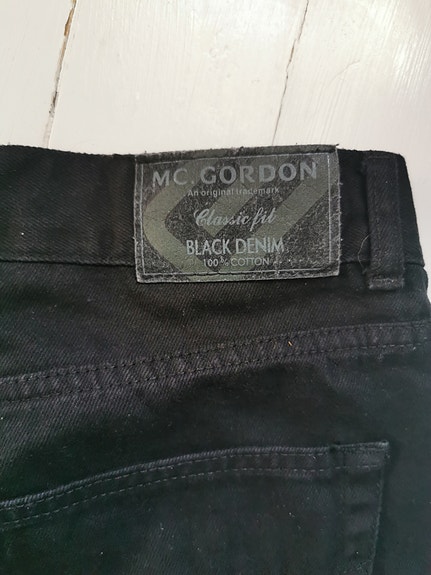 MC. GORDON
An original trademark
Classic fit
BLACK DENIM
100% COTTON